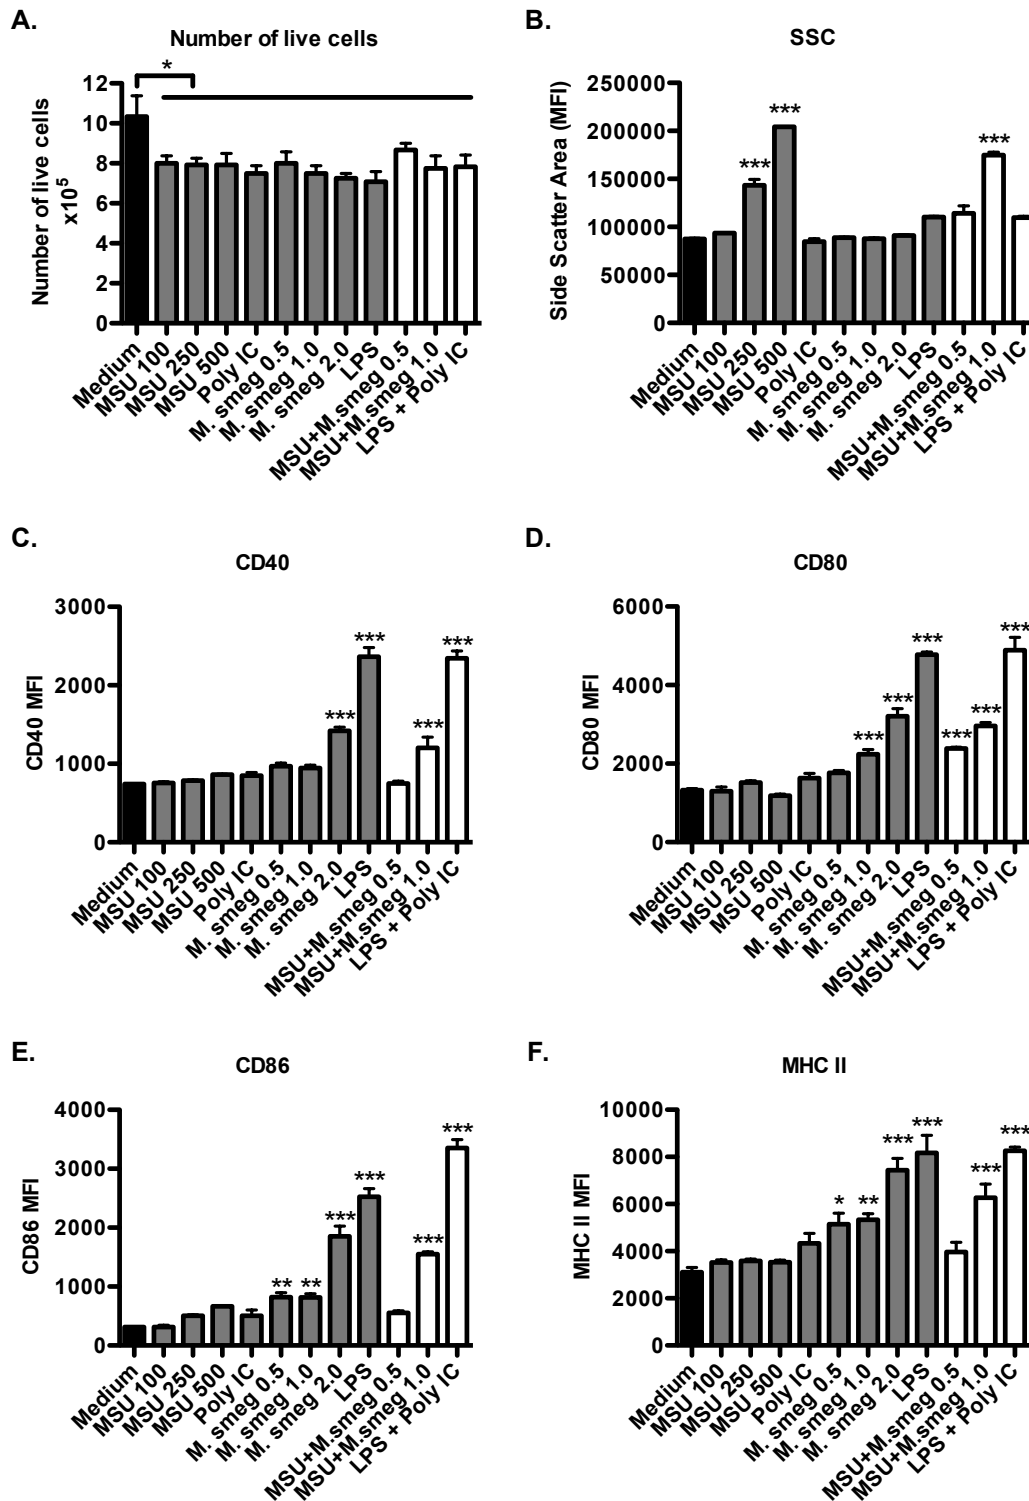 A.
Number of live cells
Number of live cells
x10⁵
12
10
8
6
4
2
0
*
Medium
MSU 100
MSU 250
MSU 500
Poly IC
M. smeg 0.5
M. smeg 1.0
M. smeg 2.0
LPS
MSU+M.smeg 0.5
MSU+M.smeg 1.0
LPS + Poly IC
B.
SSC
Side Scatter Area (MFI)
250000
200000
150000
100000
50000
0
***
***
***
Medium
MSU 100
MSU 250
MSU 500
Poly IC
M. smeg 0.5
M. smeg 1.0
M. smeg 2.0
LPS
MSU+M.smeg 0.5
MSU+M.smeg 1.0
LPS + Poly IC
C.
CD40
CD40 MFI
3000
2000
1000
0
***
***
***
***
Medium
MSU 100
MSU 250
MSU 500
Poly IC
M. smeg 0.5
M. smeg 1.0
M. smeg 2.0
LPS
MSU+M.smeg 0.5
MSU+M.smeg 1.0
LPS + Poly IC
D.
CD80
CD80 MFI
6000
4000
2000
0
***
***
***
***
***
***
Medium
MSU 100
MSU 250
MSU 500
Poly IC
M. smeg 0.5
M. smeg 1.0
M. smeg 2.0
LPS
MSU+M.smeg 0.5
MSU+M.smeg 1.0
LPS + Poly IC
E.
CD86
CD86 MFI
4000
3000
2000
1000
0
**
**
***
***
***
***
Medium
MSU 100
MSU 250
MSU 500
Poly IC
M. smeg 0.5
M. smeg 1.0
M. smeg 2.0
LPS
MSU+M.smeg 0.5
MSU+M.smeg 1.0
LPS + Poly IC
F.
MHC II
MHC II MFI
10000
8000
6000
4000
2000
0
*
**
***
***
***
***
Medium
MSU 100
MSU 250
MSU 500
Poly IC
M. smeg 0.5
M. smeg 1.0
M. smeg 2.0
LPS
MSU+M.smeg 0.5
MSU+M.smeg 1.0
LPS + Poly IC